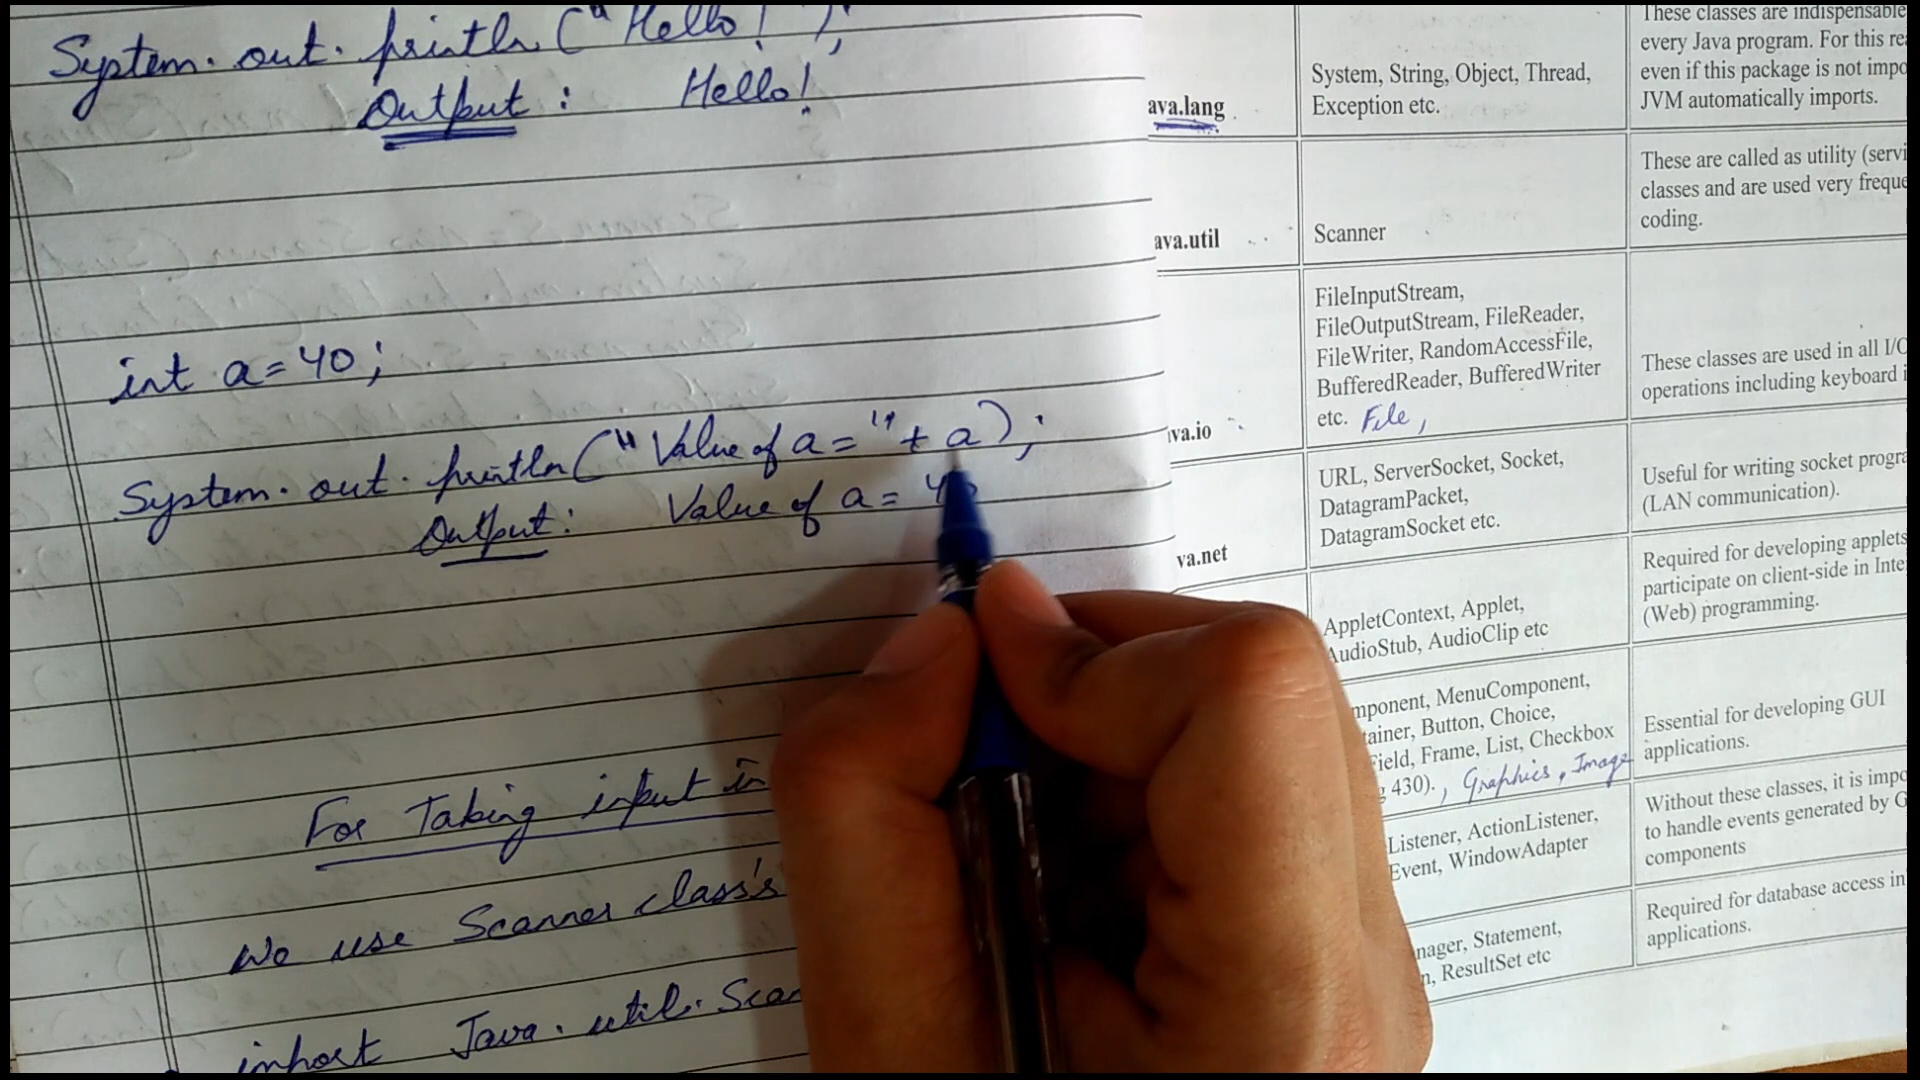 System.out.println("Hello!");
Output: Hello!
int a=40;
System.out.println("Value of a="+a);
Output: Value of a=
For Taking input in
We use Scanner class's
import Java.util.
ava.lang
System, String, Object, Thread,
Exception etc.
These classes are indispensable
every Java program. For this
even if this package is not
JVM automatically imports.
ava.util
Scanner
These are called as utility
classes and are used very
coding.
va.io
FileInputStream,
FileOutputStream, FileReader,
FileWriter, RandomAccessFile,
BufferedReader, BufferedWriter
etc. File,
These classes are used in all I/O
operations including keyboard
va.net
URL, ServerSocket, Socket,
DatagramPacket,
DatagramSocket etc.
Useful for writing socket
(LAN communication).
AppletContext, Applet,
AudioStub, AudioClip etc
Required for developing applets
participate on client-side in
(Web) programming.
mponent, MenuComponent,
tainer, Button, Choice,
Field, Frame, List, Checkbox
430)., Graphics, Image
Essential for developing GUI
applications.
Listener, ActionListener,
Event, WindowAdapter
Without these classes, it is
to handle events generated by
components
nager, Statement,
n, ResultSet etc
Required for database access in
applications.